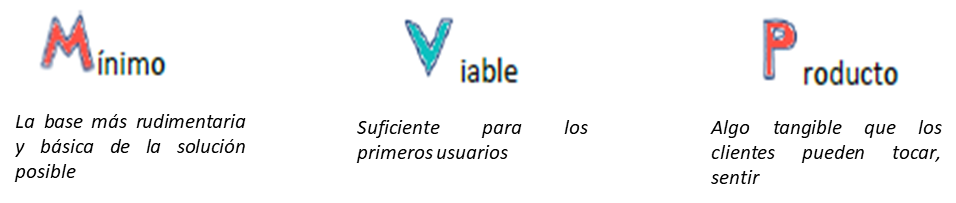 Mínimo
La base más rudimentaria
y básica de la solución
posible
Viable
Suficiente para los
primeros usuarios
Producto
Algo tangible que los
clientes pueden tocar,
sentir